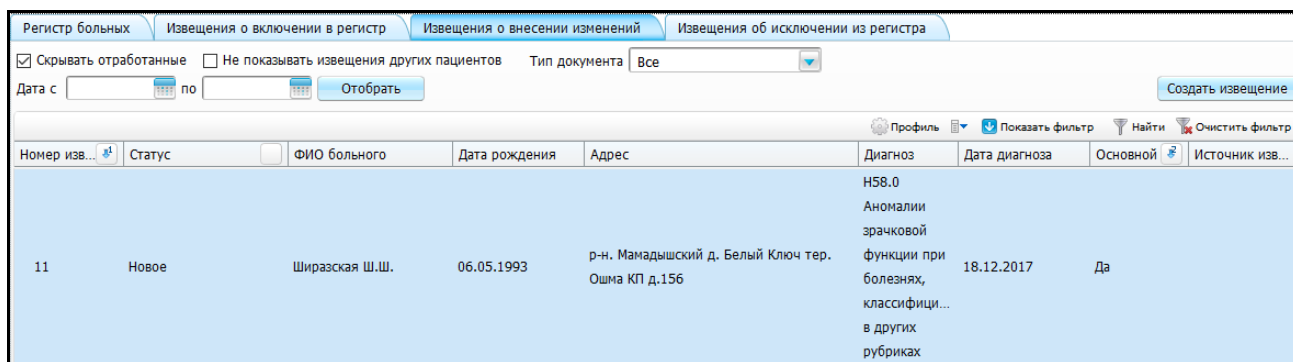 Регистр больных Извещения о включении в регистр Извещения о внесении изменений Извещения об исключении из регистра
Скрывать отработанные Не показывать извещения других пациентов Тип документа Все
Дата с по Отобрать Создать извещение
Профиль Показать фильтр Найти Очистить фильтр
Номер изв... 1 Статус ФИО больного Дата рождения Адрес Диагноз Дата диагноза Основной 2 Источник изв...
11 Новое Ширазская Ш.Ш. 06.05.1993
р-н. Мамадышский д. Белый Ключ тер.
Ошма КП д.156
H58.0
Аномалии
зрачковой
функции при
болезнях,
классифици...
в других
рубриках
18.12.2017 Да